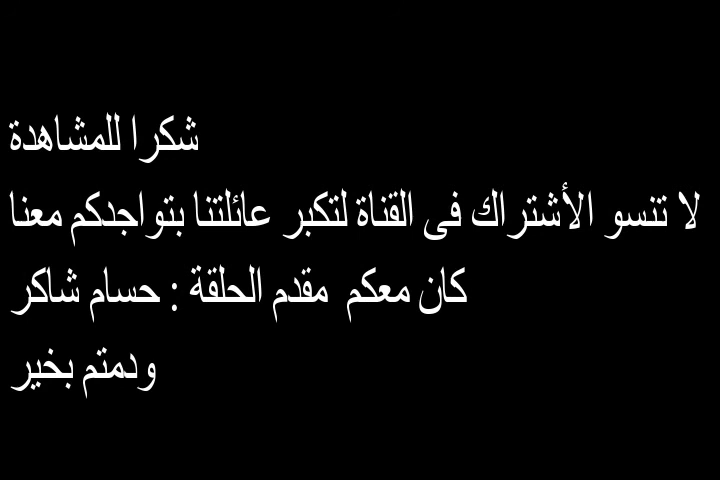 شكرا للمشاهدة
لا تنسو الأشتراك فى القناة لتكبر عائلتنا بتواجدكم معنا
كان معكم مقدم الحلقة : حسام شاكر
ودمتم بخير